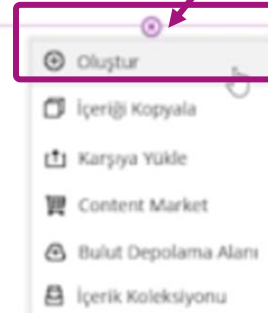 Oluştur
İçeriği Kopyala
Karşıya Yükle
Content Market
Bulut Depolama Alanı
İçerik Koleksiyonu